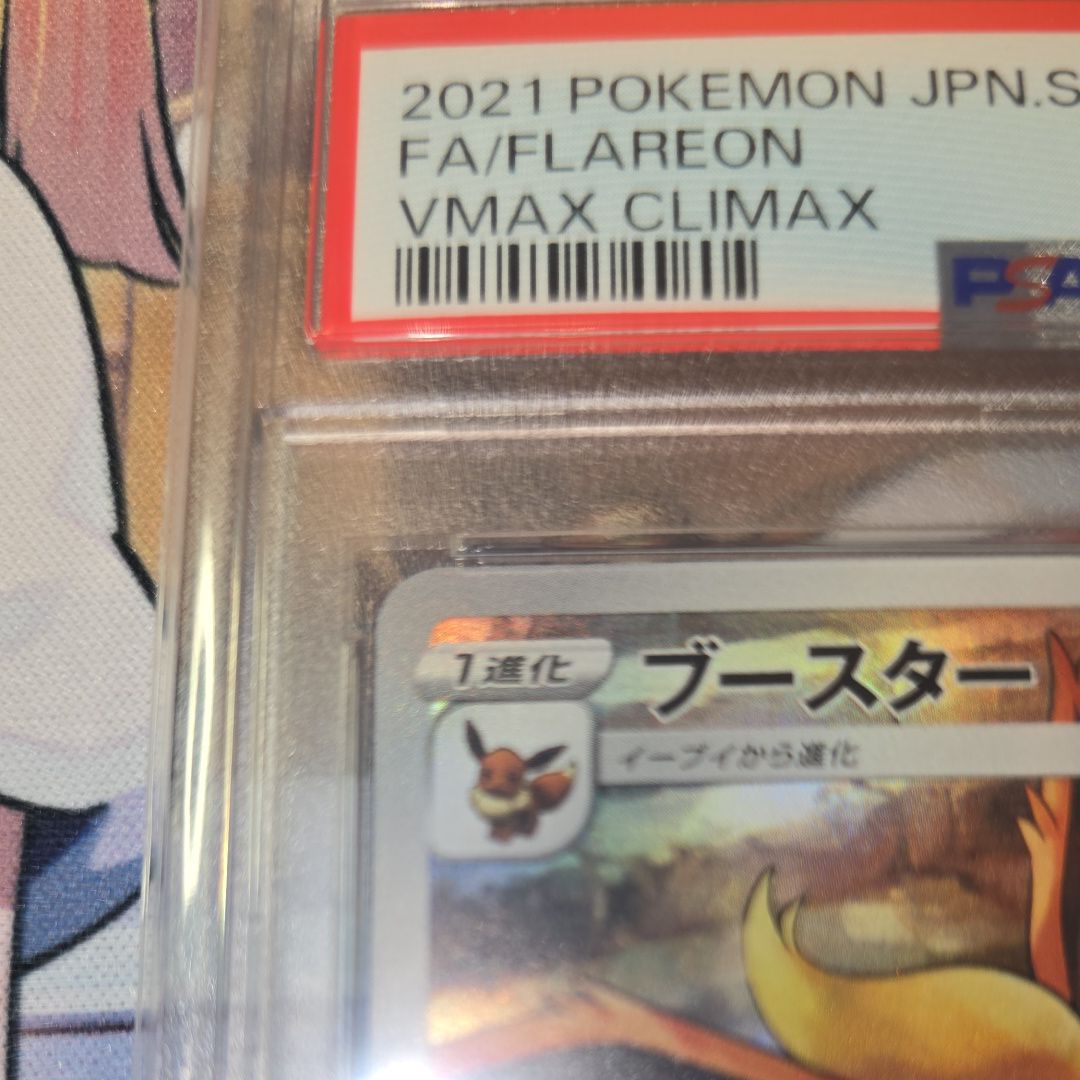 2021 POKEMON JPN.S
FA/FLAREON
VMAX CLIMAX
PSA
1進化
ブースター
イーブイから進化